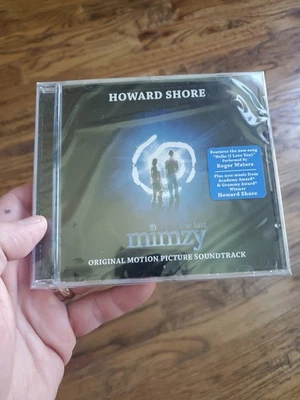 HOWARD SHORE
Features the new song
"Hello (I Love You)"
Performed by
Roger Waters
Plus new music from
Academy Award®
& Grammy Award®
Winner
Howard Shore
the last
mimzy
ORIGINAL MOTION PICTURE SOUNDTRACK